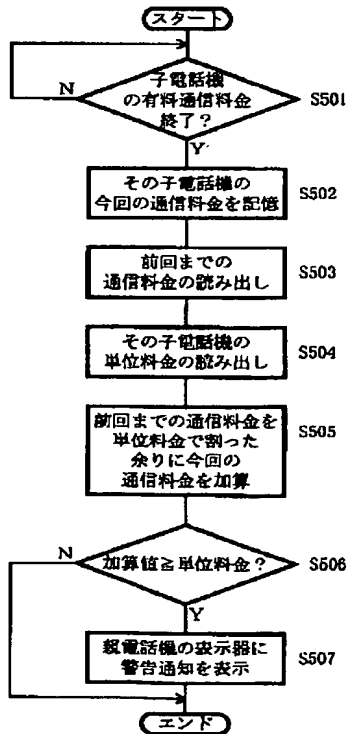 スタート
子電話機
の有料通信料金
終了？
N
Y
S501
その子電話機の
今回の通信料金を記憶
S502
前回までの
通信料金の読み出し
S503
その子電話機の
単位料金の読み出し
S504
前回までの通信料金を
単位料金で割った
余りに今回の
通信料金を加算
S505
加算値≧単位料金？
N
Y
S506
親電話機の表示器に
警告通知を表示
S507
エンド